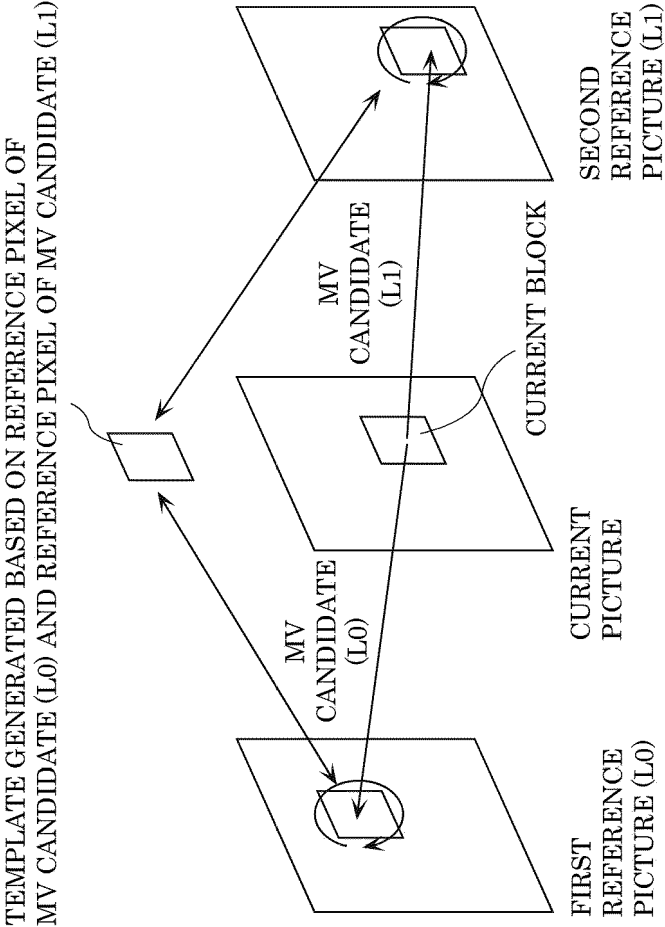 TEMPLATE GENERATED BASED ON REFERENCE PIXEL OF
MV CANDIDATE (L0) AND REFERENCE PIXEL OF MV CANDIDATE (L1)
MV
CANDIDATE
(L0)
MV
CANDIDATE
(L1)
CURRENT BLOCK
FIRST
REFERENCE
PICTURE (L0)
CURRENT
PICTURE
SECOND
REFERENCE
PICTURE (L1)